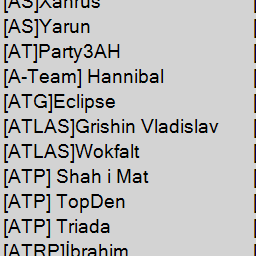 [AS]Xanrus
[AS]Yarun
[AT]Party3AH
[A-Team] Hannibal
[ATG]Eclipse
[ATLAS]Grishin Vladislav
[ATLAS]Wokfalt
[ATP] Shah i Mat
[ATP] TopDen
[ATP] Triada
[ATRP]İbrahim